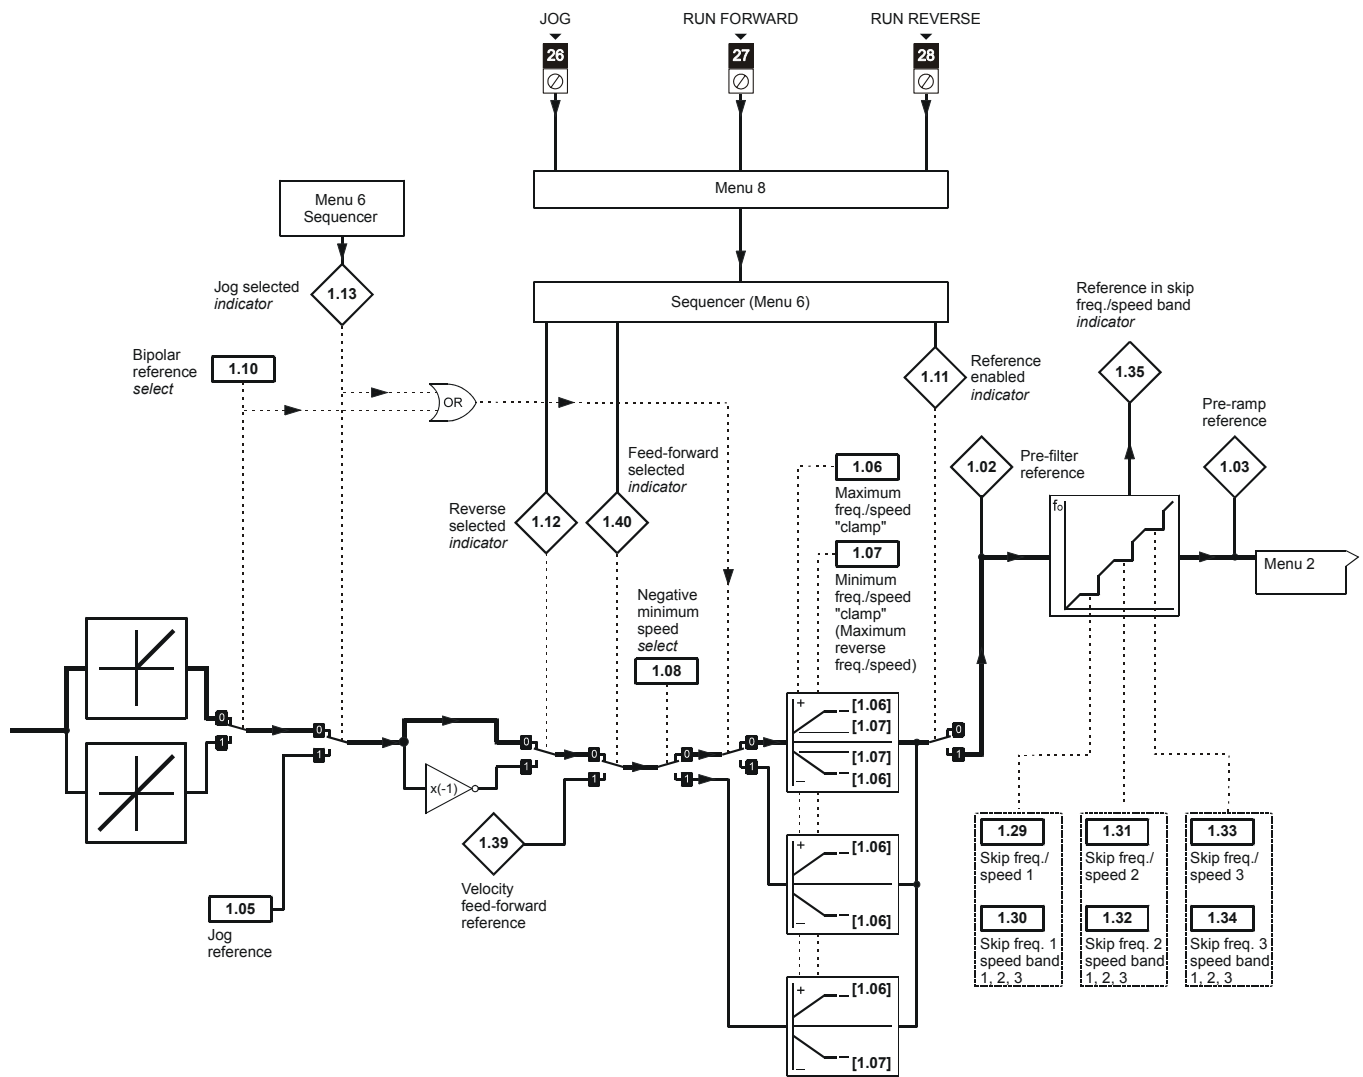 JOG
RUN FORWARD
RUN REVERSE
26
27
28
Menu 8
Menu 6
Sequencer
Jog selected
indicator
1.13
Sequencer (Menu 6)
Reference in skip
freq./speed band
indicator
1.35
Bipolar
reference
select
1.10
OR
1.11
Reference
enabled
indicator
Pre-ramp
reference
1.03
Feed-forward
selected
indicator
1.06
Maximum
freq./speed
"clamp"
1.02
Pre-filter
reference
Reverse
selected
indicator
1.12
1.40
1.07
Minimum
freq./speed
"clamp"
(Maximum
reverse
freq./speed)
fo
Menu 2
Negative
minimum
speed
select
1.08
0
1
0
1
x(-1)
0
1
0
1
0
1
0
1
+
[1.06]
[1.07]
[1.07]
[1.06]
–
0
1
1.39
Velocity
feed-forward
reference
+
[1.06]
[1.06]
–
1.05
Jog
reference
+
[1.06]
[1.07]
–
1.29
Skip freq./
speed 1
1.30
Skip freq. 1
speed band
1, 2, 3
1.31
Skip freq./
speed 2
1.32
Skip freq. 2
speed band
1, 2, 3
1.33
Skip freq./
speed 3
1.34
Skip freq. 3
speed band
1, 2, 3